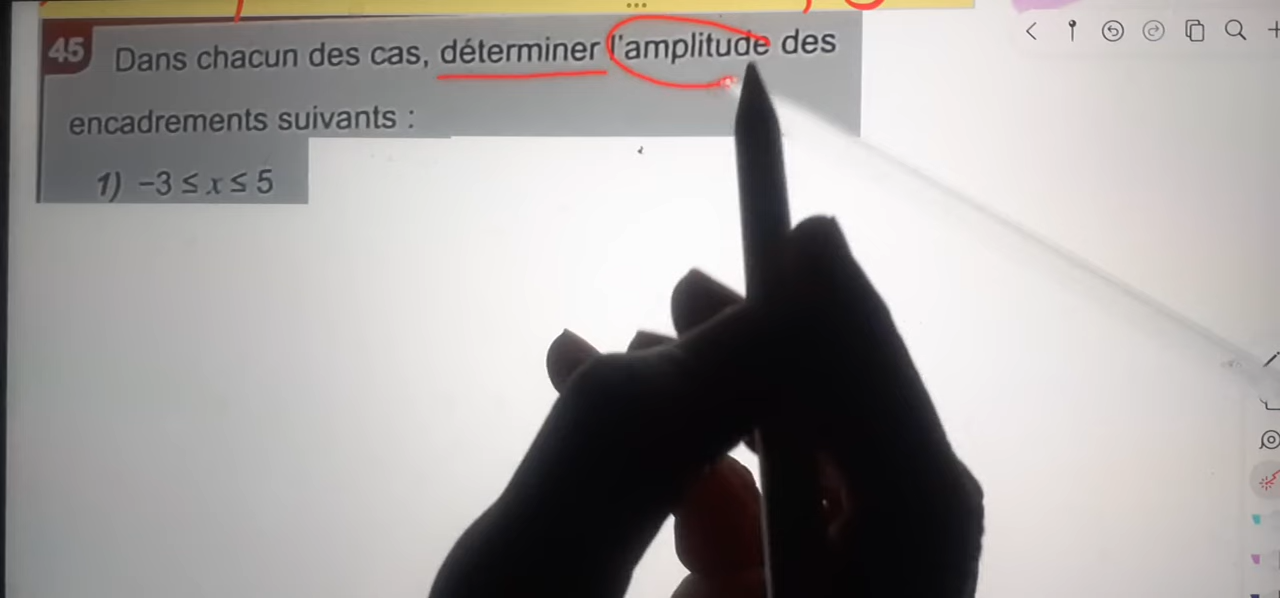 45 Dans chacun des cas, déterminer l'amplitude des
encadrements suivants :
1) −3 ≤ x ≤ 5